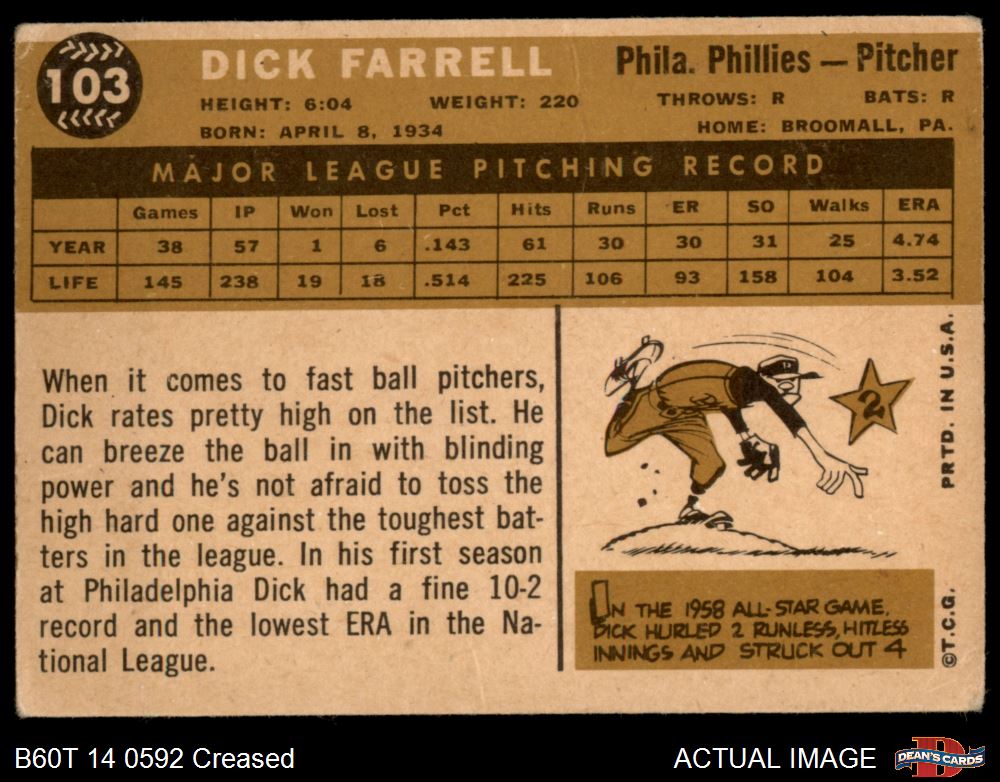 103
DICK FARRELL
Phila. Phillies — Pitcher
HEIGHT: 6:04 WEIGHT: 220 THROWS: R BATS: R
BORN: APRIL 8, 1934 HOME: BROOMALL, PA.
MAJOR LEAGUE PITCHING RECORD
Games IP Won Lost Pct Hits Runs ER SO Walks ERA
YEAR 38 57 1 6 .143 61 30 30 31 25 4.74
LIFE 145 238 19 18 .514 225 106 93 158 104 3.52
When it comes to fast ball pitchers,
Dick rates pretty high on the list. He
can breeze the ball in with blinding
power and he's not afraid to toss the
high hard one against the toughest bat-
ters in the league. In his first season
at Philadelphia Dick had a fine 10-2
record and the lowest ERA in the Na-
tional League.
2
IN THE 1958 ALL-STAR GAME,
DICK HURLED 2 RUNLESS, HITLESS
INNINGS AND STRUCK OUT 4
©T.C.G. PRTD. IN U.S.A.
B60T 14 0592 Creased
ACTUAL IMAGE
D
DEAN'S CARDS